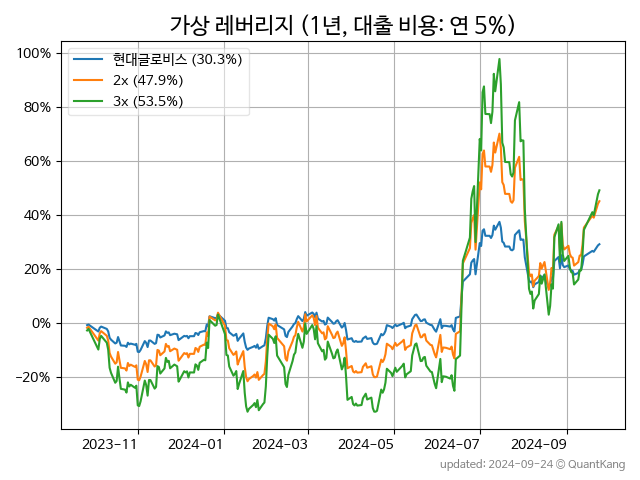 가상 레버리지 (1년, 대출 비용: 연 5%)
현대글로비스 (30.3%)
2x (47.9%)
3x (53.5%)
100%
80%
60%
40%
20%
0%
−20%
2023-11
2024-01
2024-03
2024-05
2024-07
2024-09
updated: 2024-09-24 © QuantKang